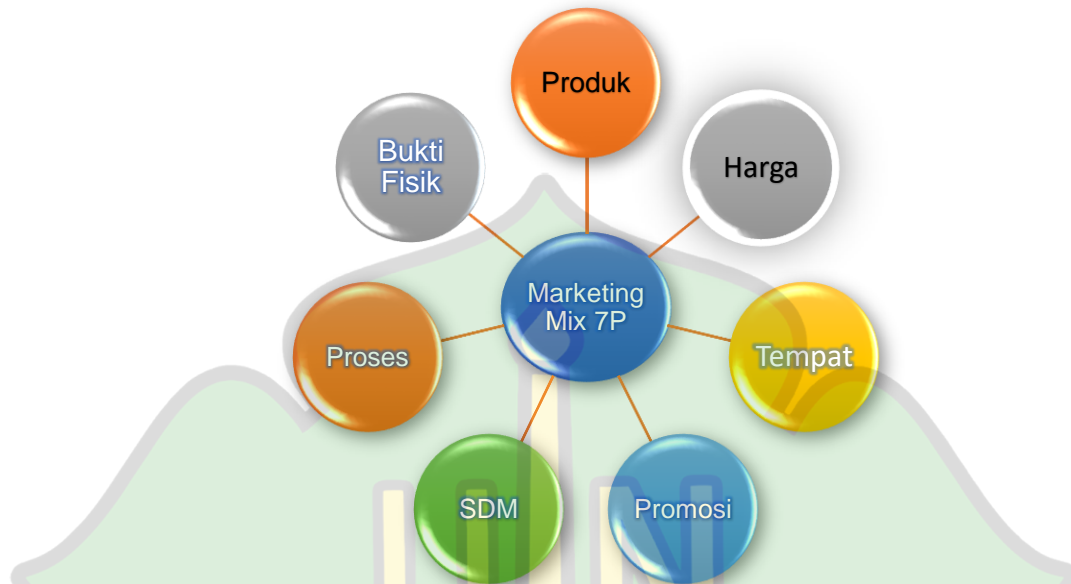 Produk
Harga
Tempat
Promosi
SDM
Proses
Bukti
Fisik
Marketing
Mix 7P